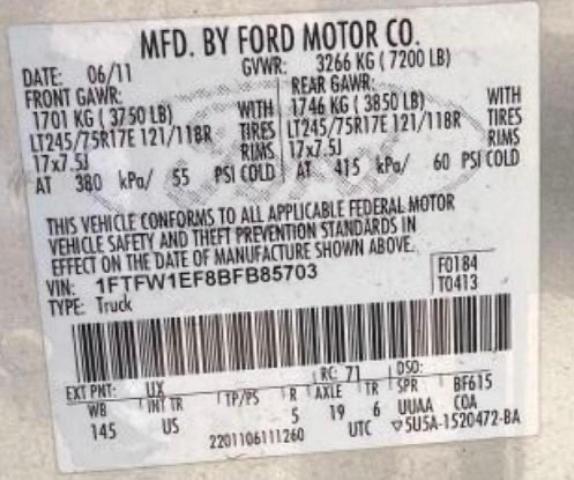 MFD. BY FORD MOTOR CO.
DATE: 06/11 GVWR: 3266 KG ( 7200 LB)
FRONT GAWR: REAR GAWR:
1701 KG ( 3750 LB) WITH 1746 KG ( 3850 LB) WITH
LT245/75R17E 121/118R TIRES LT245/75R17E 121/118R TIRES
17x7.5J RIMS 17x7.5J RIMS
AT 380 kPa/ 55 PSI COLD AT 415 kPa/ 60 PSI COLD
THIS VEHICLE CONFORMS TO ALL APPLICABLE FEDERAL MOTOR
VEHICLE SAFETY AND THEFT PREVENTION STANDARDS IN
EFFECT ON THE DATE OF MANUFACTURE SHOWN ABOVE.
VIN: 1FTFW1EF8BFB85703 F0184
TYPE: Truck T0413
EXT PNT: UX RC: 71 DSO:
WB INT TR TP/PS R AXLE TR SPR BF615
145 US 5 19 6 UUAA COA
2201106111260 UTC ▽5U5A-1520472-BA